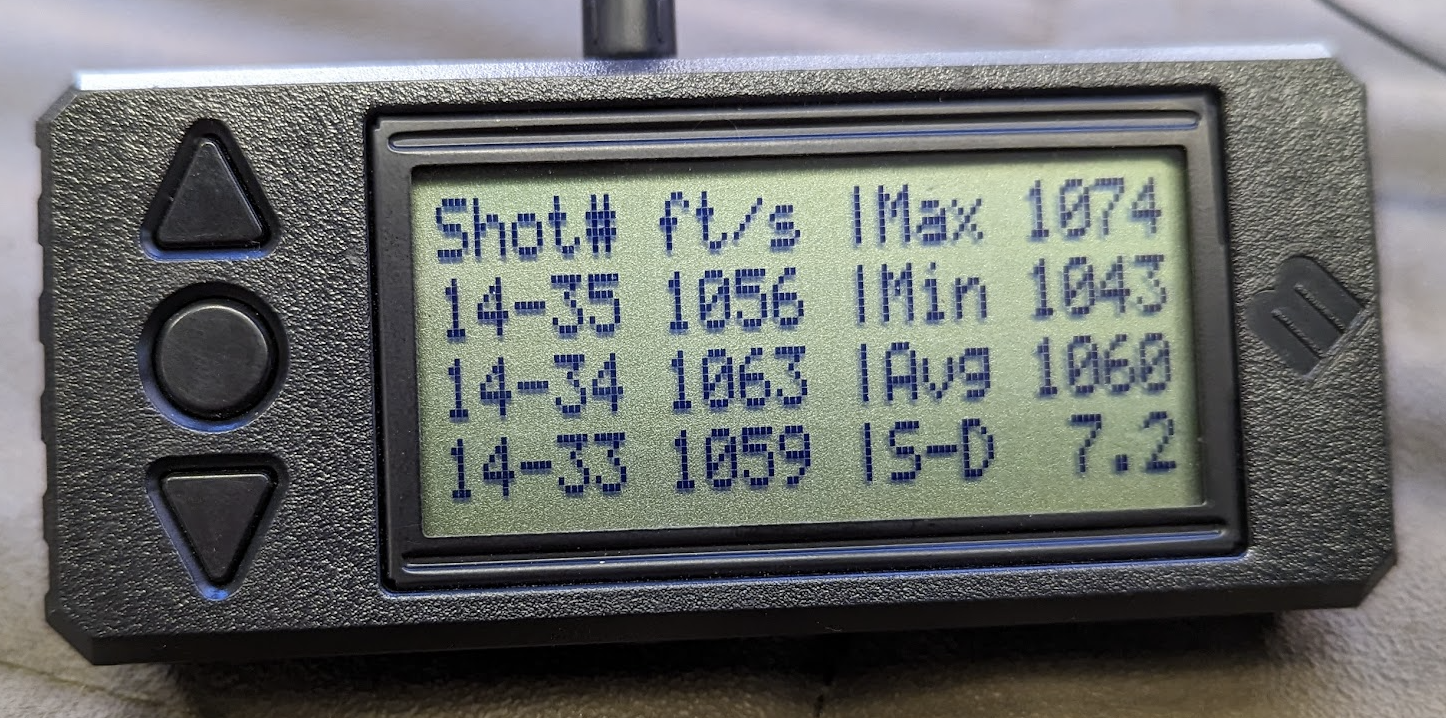 Shot# ft/s |Max 1074
14-35 1056 |Min 1043
14-34 1063 |Avg 1060
14-33 1059 |S-D 7.2